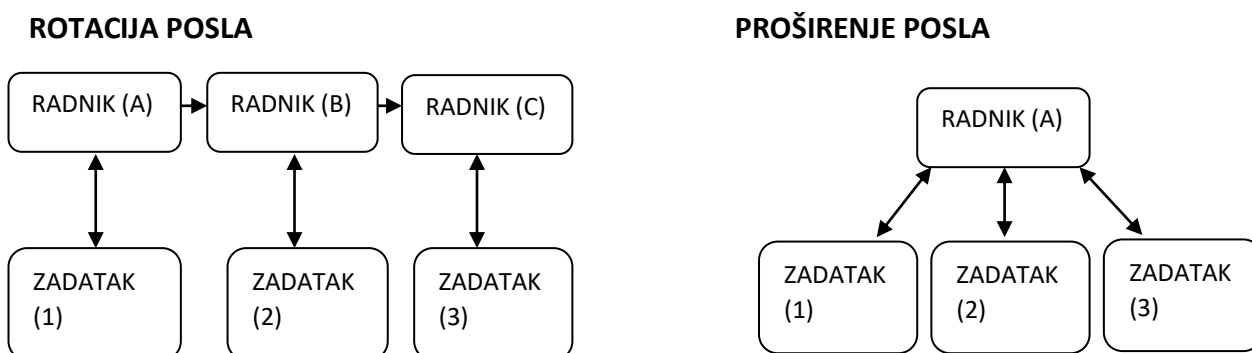 ROTACIJA POSLA
RADNIK (A)
RADNIK (B)
RADNIK (C)
ZADATAK
(1)
ZADATAK
(2)
ZADATAK
(3)
PROŠIRENJE POSLA
RADNIK (A)
ZADATAK
(1)
ZADATAK
(2)
ZADATAK
(3)